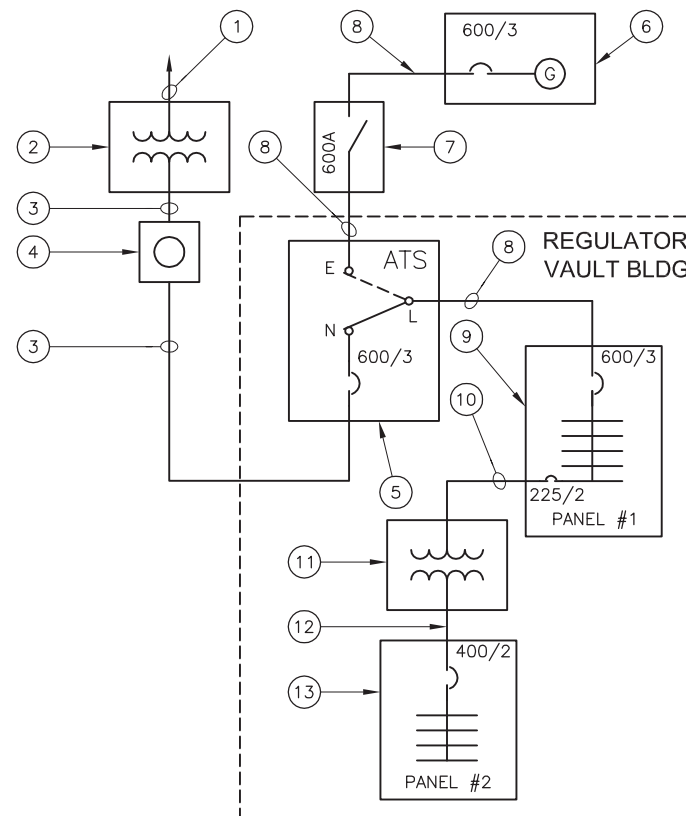 1
8
600/3
6
G
2
600A
7
8
3
4
E
ATS
8
REGULATOR
VAULT BLDG
L
N
3
600/3
9
600/3
10
5
225/2
PANEL #1
11
12
400/2
13
PANEL #2